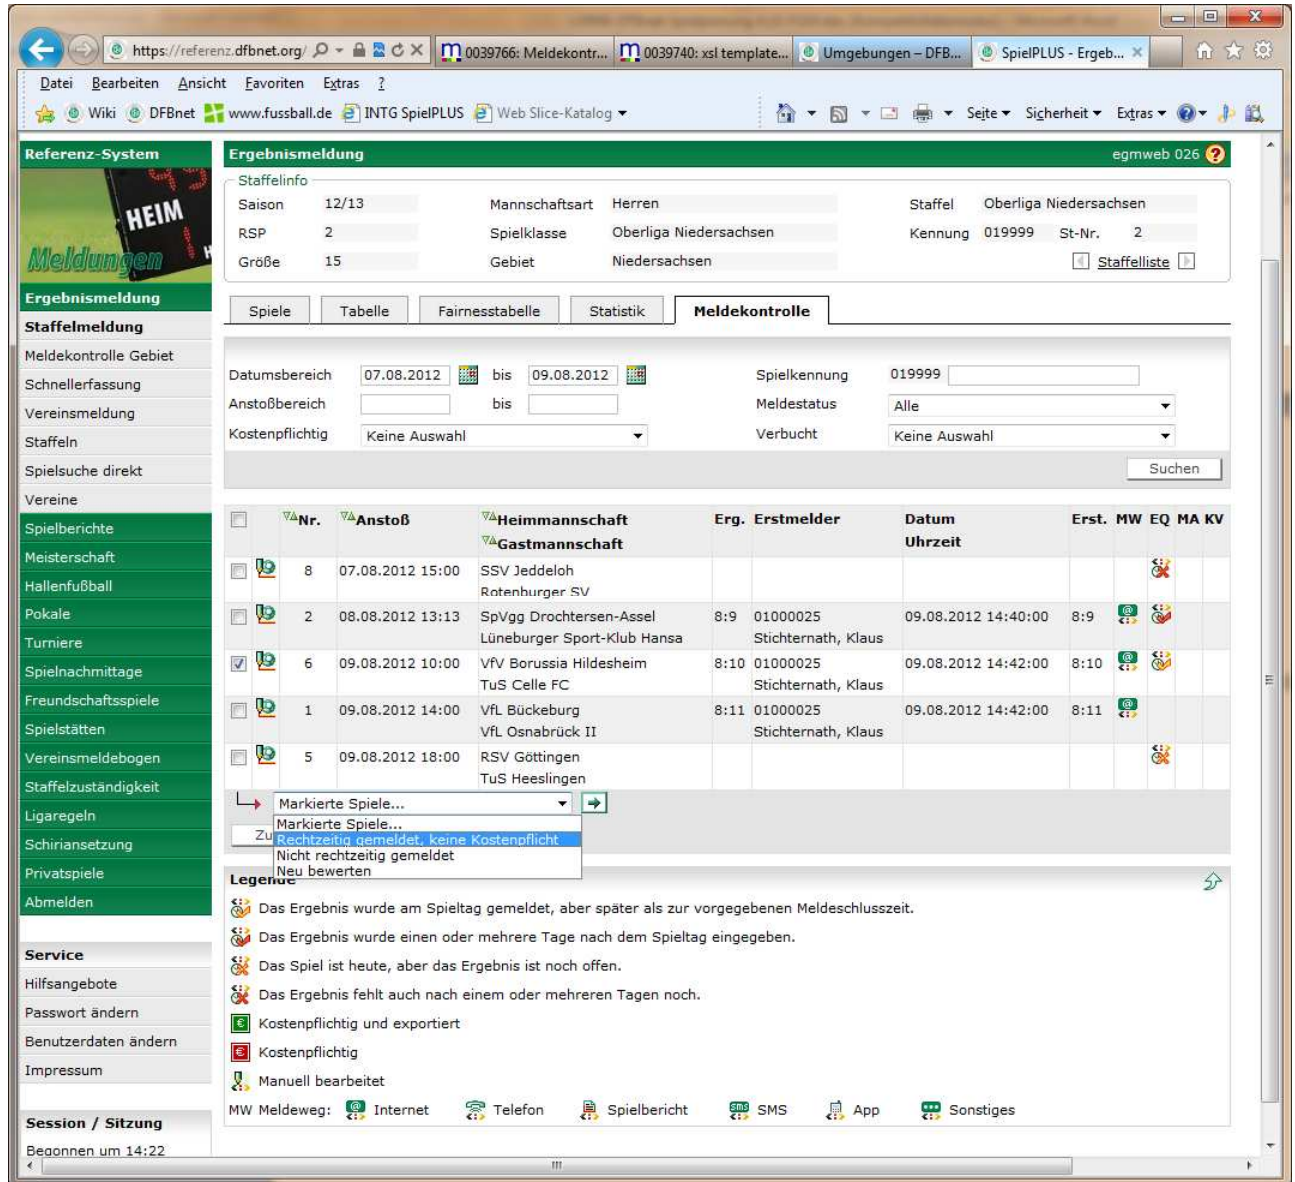 https://referenz.dfbnet.org/
0039766: Meldekontr...
0039740: xsl template...
Umgebungen – DFB...
SpielPLUS - Ergeb...
Datei Bearbeiten Ansicht Favoriten Extras ?
Wiki DFBnet www.fussball.de INTG SpielPLUS Web Slice-Katalog
Seite Sicherheit Extras
Referenz-System
HEIM
Meldungen
Ergebnismeldung
Staffelmeldung
Meldekontrolle Gebiet
Schnellerfassung
Vereinsmeldung
Staffeln
Spielsuche direkt
Vereine
Spielberichte
Meisterschaft
Hallenfußball
Pokale
Turniere
Spielnachmittage
Freundschaftsspiele
Spielstätten
Vereinsmeldebogen
Staffelzuständigkeit
Ligaregeln
Schiriansetzung
Privatspiele
Abmelden
Service
Hilfsangebote
Passwort ändern
Benutzerdaten ändern
Impressum
Session / Sitzung
Begonnen um 14:22
Ergebnismeldung egmweb 026 ?
Staffelinfo
Saison 12/13 Mannschaftsart Herren Staffel Oberliga Niedersachsen
RSP 2 Spielklasse Oberliga Niedersachsen Kennung 019999 St-Nr. 2
Größe 15 Gebiet Niedersachsen Staffelliste
Spiele Tabelle Fairnesstabelle Statistik Meldekontrolle
Datumsbereich 07.08.2012 bis 09.08.2012 Spielkennung 019999
Anstoßbereich bis Meldestatus Alle
Kostenpflichtig Keine Auswahl Verbucht Keine Auswahl
Suchen
Nr. Anstoß Heimmannschaft Erg. Erstmelder Datum Erst. MW EQ MA KV
Gastmannschaft Uhrzeit
8 07.08.2012 15:00 SSV Jeddeloh
Rotenburger SV
2 08.08.2012 13:13 SpVgg Drochtersen-Assel 8:9 01000025 09.08.2012 14:40:00 8:9
Lüneburger Sport-Klub Hansa Stichternath, Klaus
6 09.08.2012 10:00 VfV Borussia Hildesheim 8:10 01000025 09.08.2012 14:42:00 8:10
TuS Celle FC Stichternath, Klaus
1 09.08.2012 14:00 VfL Bückeburg 8:11 01000025 09.08.2012 14:42:00 8:11
VfL Osnabrück II Stichternath, Klaus
5 09.08.2012 18:00 RSV Göttingen
TuS Heeslingen
Markierte Spiele...
Markierte Spiele...
Zu
Rechtzeitig gemeldet, keine Kostenpflicht
Nicht rechtzeitig gemeldet
Neu bewerten
Legende
Das Ergebnis wurde am Spieltag gemeldet, aber später als zur vorgegebenen Meldeschlusszeit.
Das Ergebnis wurde einen oder mehrere Tage nach dem Spieltag eingegeben.
Das Spiel ist heute, aber das Ergebnis ist noch offen.
Das Ergebnis fehlt auch nach einem oder mehreren Tagen noch.
€ Kostenpflichtig und exportiert
€ Kostenpflichtig
Manuell bearbeitet
MW Meldeweg: @ Internet Telefon Spielbericht SMS SMS App Sonstiges